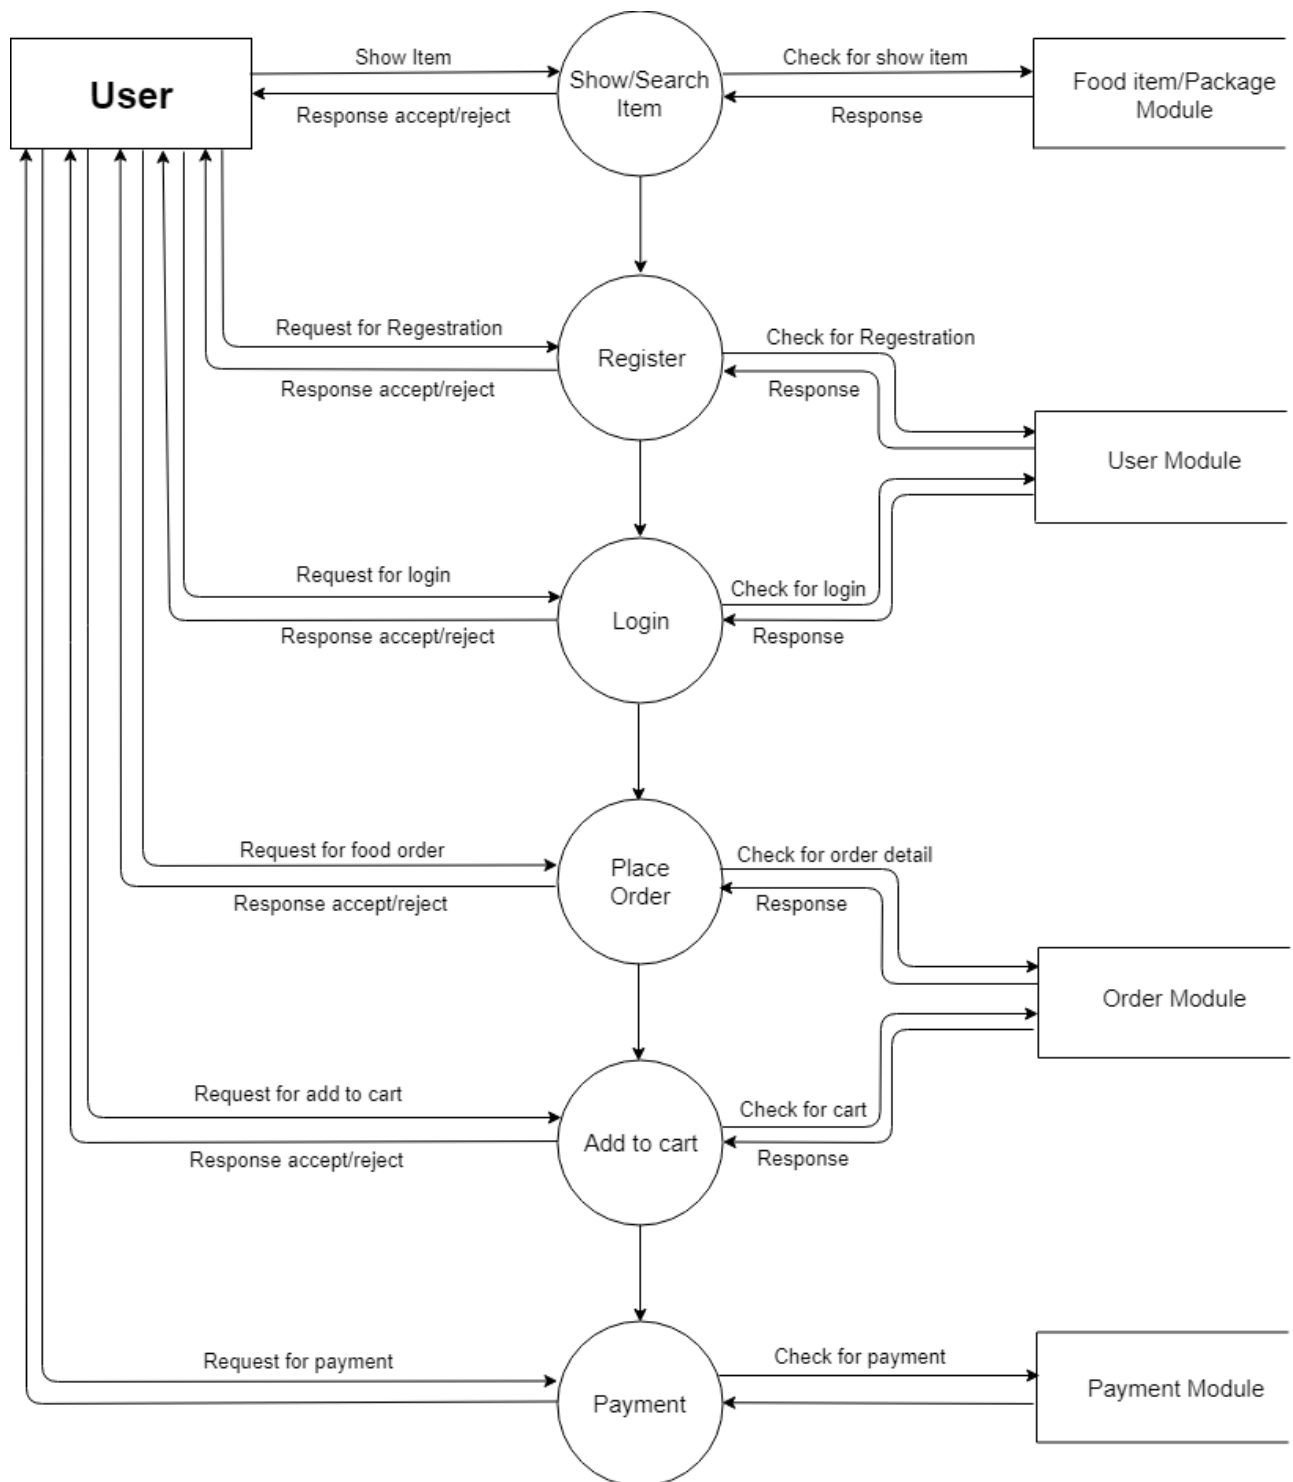 User
Show Item
Response accept/reject
Show/Search
Item
Check for show item
Response
Food item/Package
Module
Request for Regestration
Response accept/reject
Register
Check for Regestration
Response
User Module
Request for login
Response accept/reject
Login
Check for login
Response
Request for food order
Response accept/reject
Place
Order
Check for order detail
Response
Order Module
Request for add to cart
Response accept/reject
Add to cart
Check for cart
Response
Request for payment
Payment
Check for payment
Payment Module